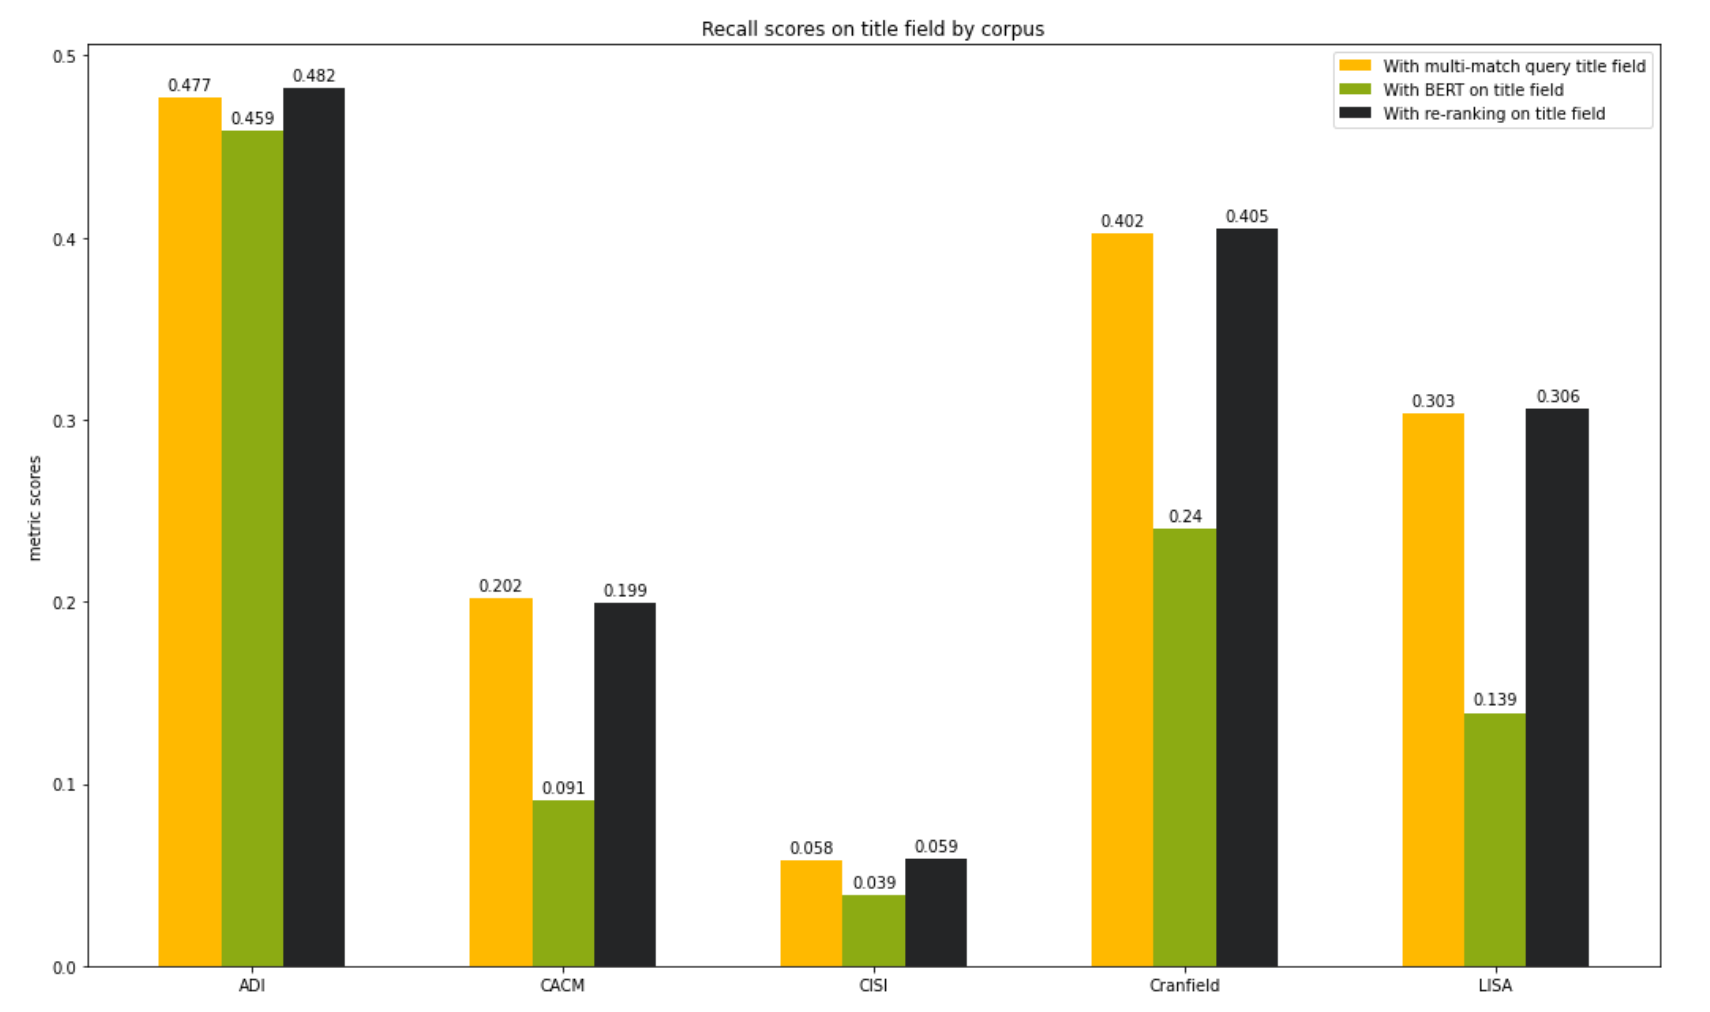 Recall scores on title field by corpus
With multi-match query title field
With BERT on title field
With re-ranking on title field
metric scores
0.5
0.4
0.3
0.2
0.1
0.0
0.477
0.459
0.482
0.202
0.091
0.199
0.058
0.039
0.059
0.402
0.24
0.405
0.303
0.139
0.306
ADI
CACM
CISI
Cranfield
LISA